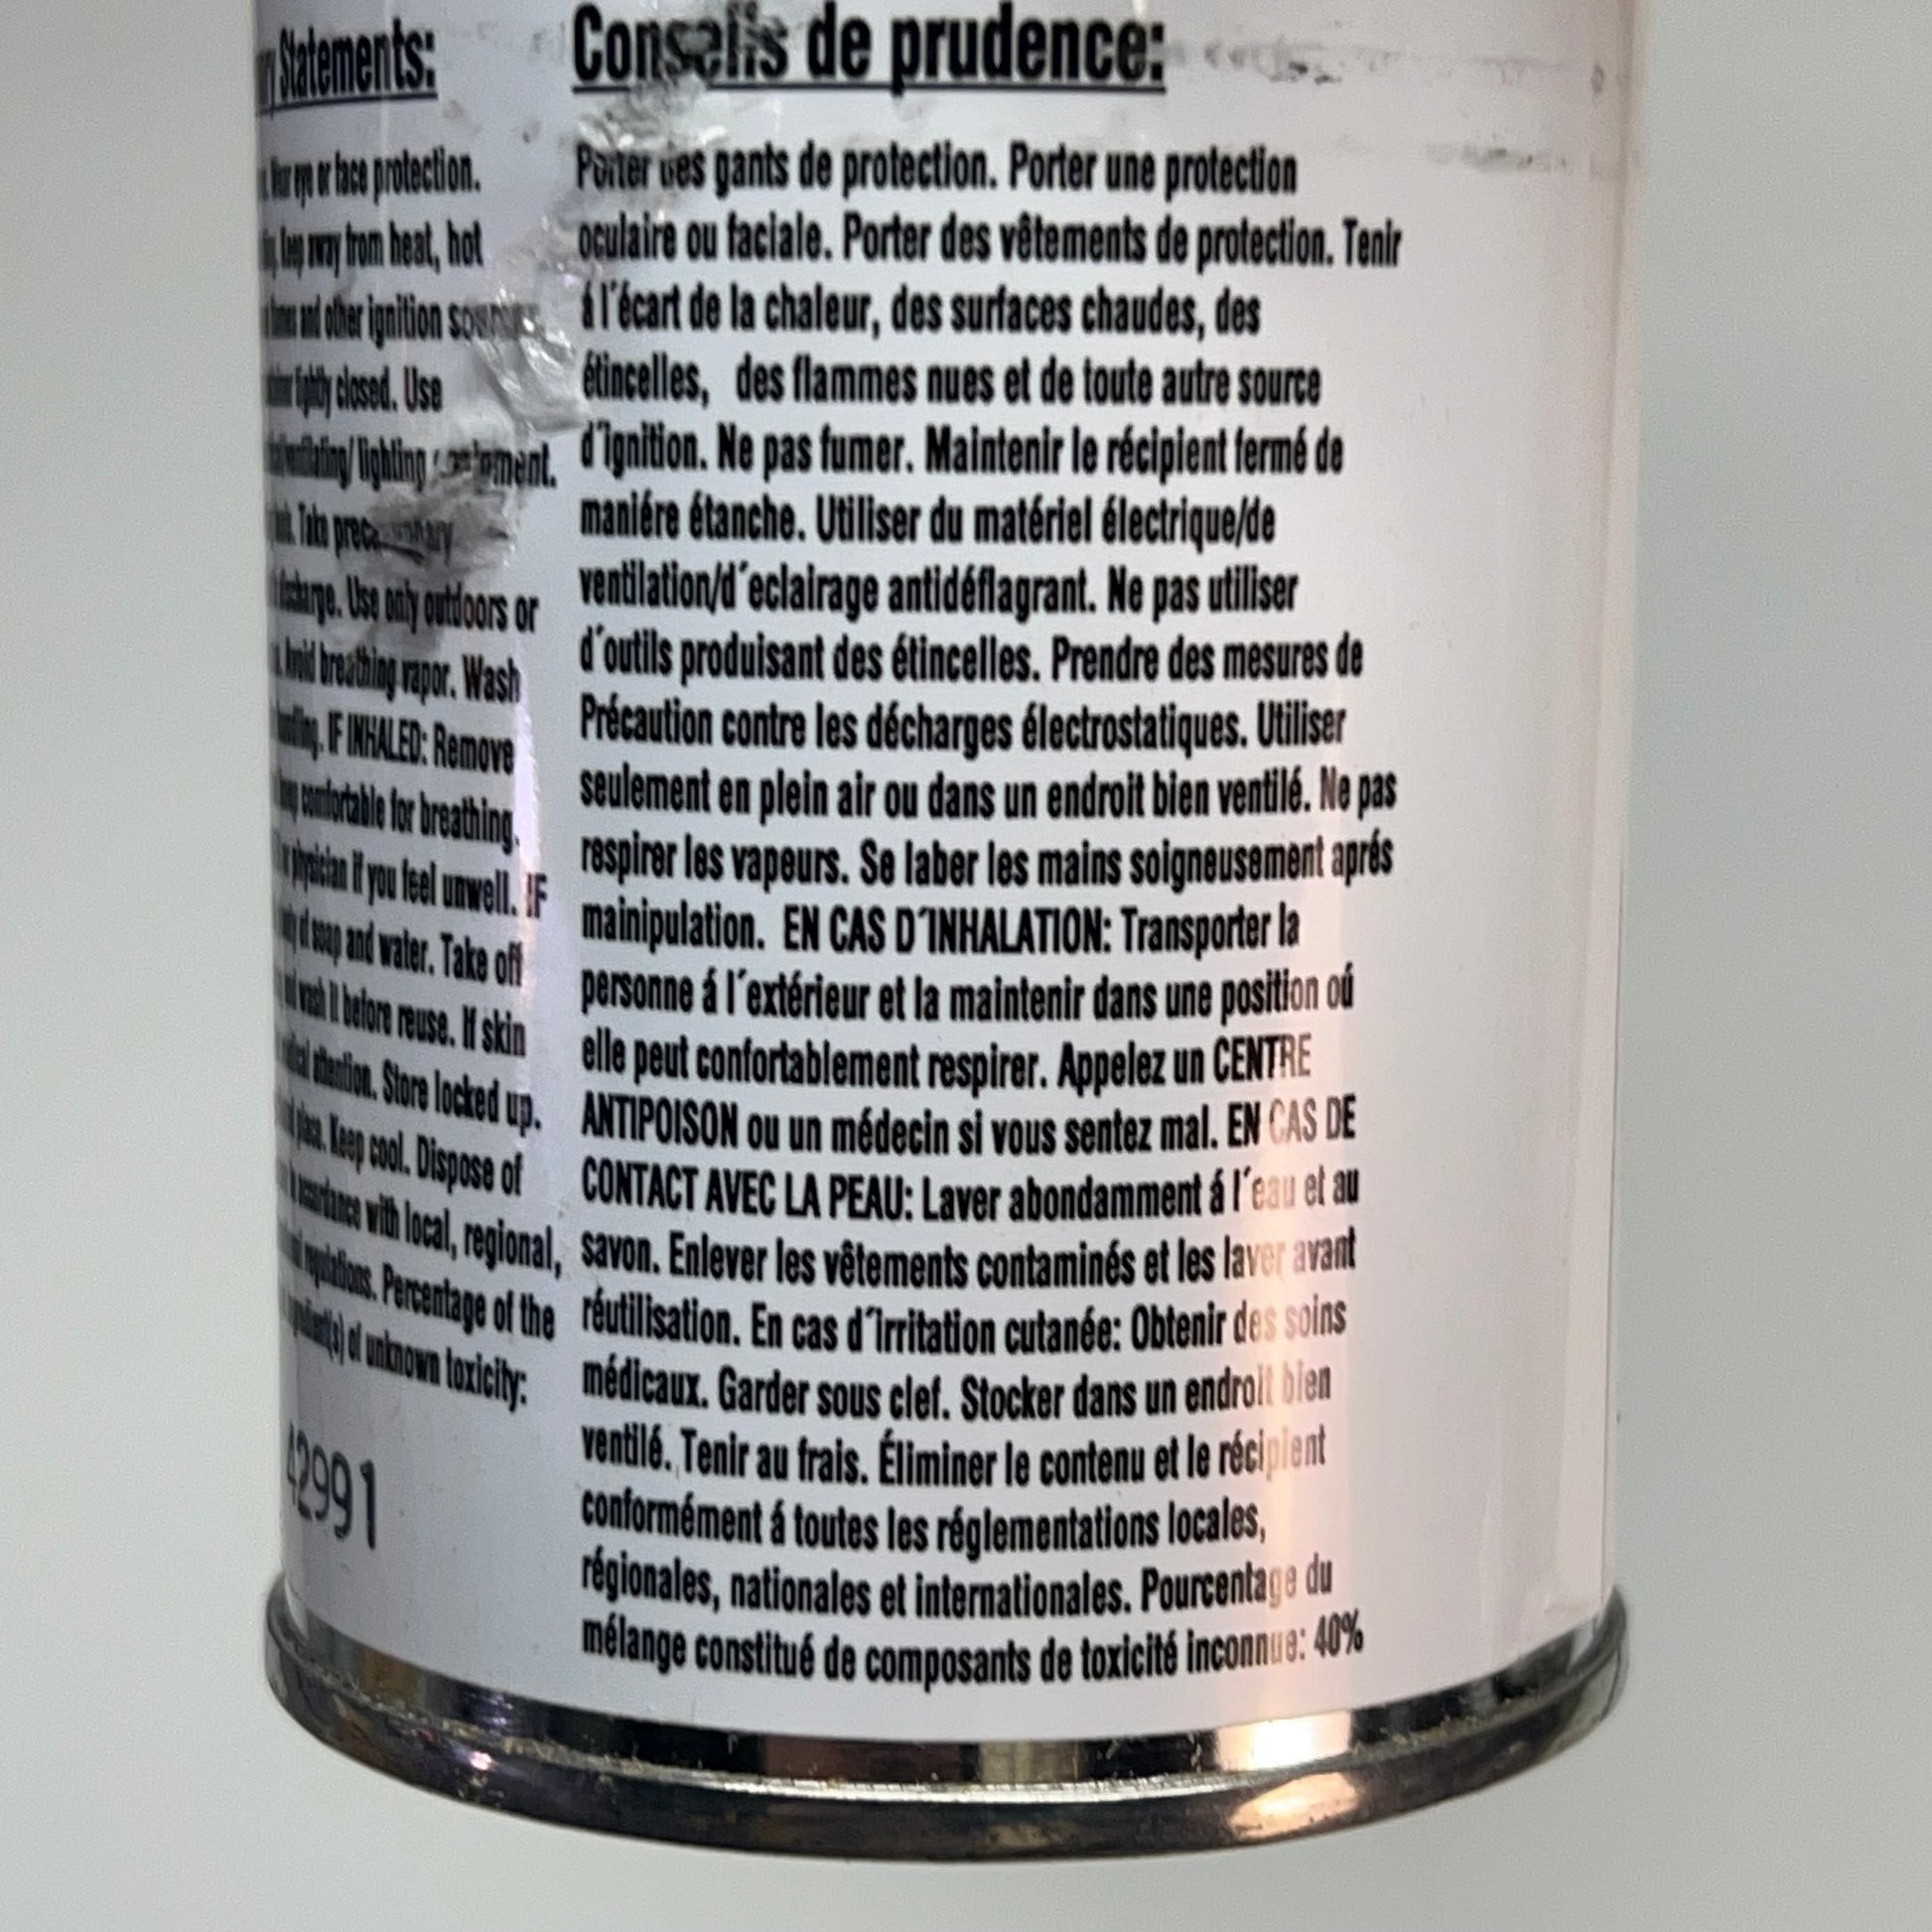 Statements:
eye or face protection.
away from heat, hot
and other ignition
tightly closed. Use
ventilating/ lighting
Take
discharge. Use only outdoors or
Avoid breathing vapor. Wash
handling. IF INHALED: Remove
comfortable for breathing.
physician if you feel unwell. IF
of soap and water. Take off
and wash it before reuse. If skin
attention. Store locked up.
place. Keep cool. Dispose of
accordance with local, regional,
regulations. Percentage of the
of unknown toxicity:
42991
Conseils de prudence:
Porter des gants de protection. Porter une protection
oculaire ou faciale. Porter des vêtements de protection. Tenir
á l´écart de la chaleur, des surfaces chaudes, des
étincelles, des flammes nues et de toute autre source
d´ignition. Ne pas fumer. Maintenir le récipient fermé de
maniére étanche. Utiliser du matériel électrique/de
ventilation/d´eclairage antidéflagrant. Ne pas utiliser
d´outils produisant des étincelles. Prendre des mesures de
Précaution contre les décharges électrostatiques. Utiliser
seulement en plein air ou dans un endroit bien ventilé. Ne pas
respirer les vapeurs. Se laber les mains soigneusement aprés
mainipulation. EN CAS D´INHALATION: Transporter la
personne á l´extérieur et la maintenir dans une position oú
elle peut confortablement respirer. Appelez un CENTRE
ANTIPOISON ou un médecin si vous sentez mal. EN CAS DE
CONTACT AVEC LA PEAU: Laver abondamment á l´eau et au
savon. Enlever les vêtements contaminés et les laver avant
réutilisation. En cas d´irritation cutanée: Obtenir des soins
médicaux. Garder sous clef. Stocker dans un endroit bien
ventilé. Tenir au frais. Éliminer le contenu et le récipient
conformément á toutes les réglementations locales,
régionales, nationales et internationales. Pourcentage du
mélange constitué de composants de toxicité inconnue: 40%